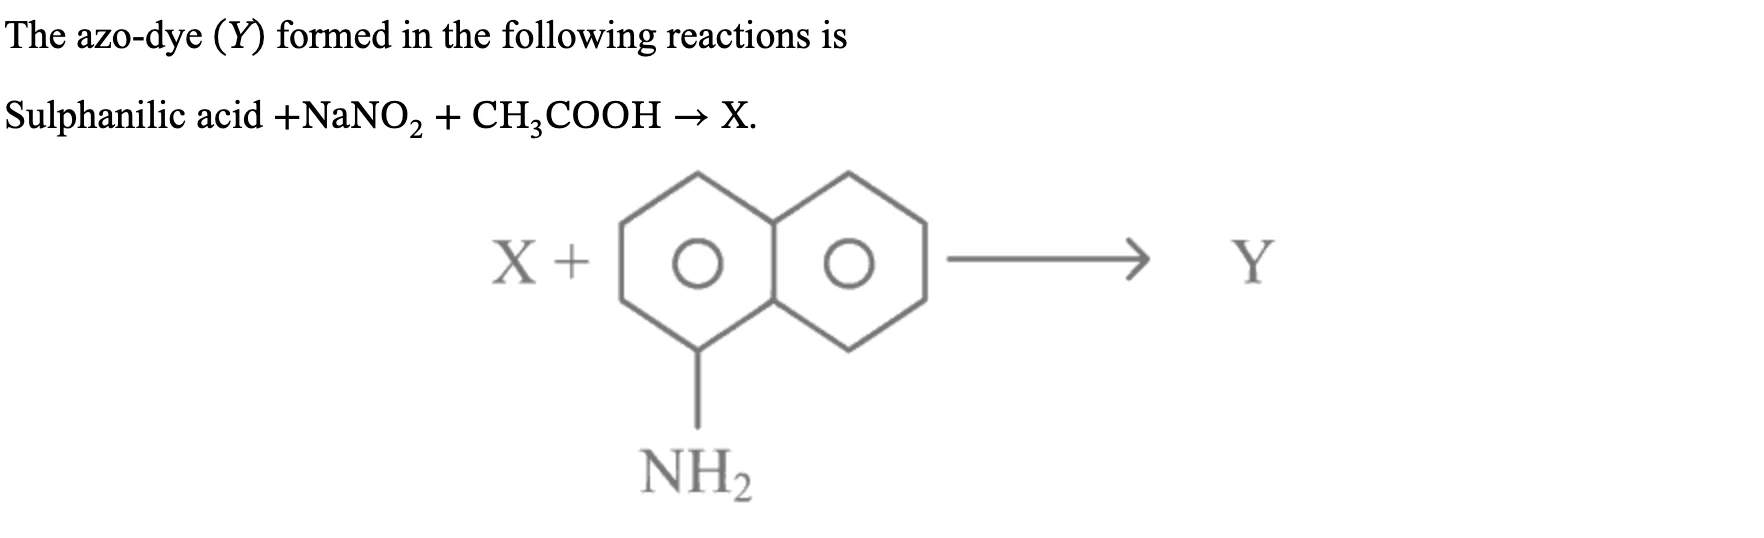 The azo-dye (Y) formed in the following reactions is
Sulphanilic acid +NaNO₂ + CH₃COOH → X.
X + ⟶ Y
NH₂